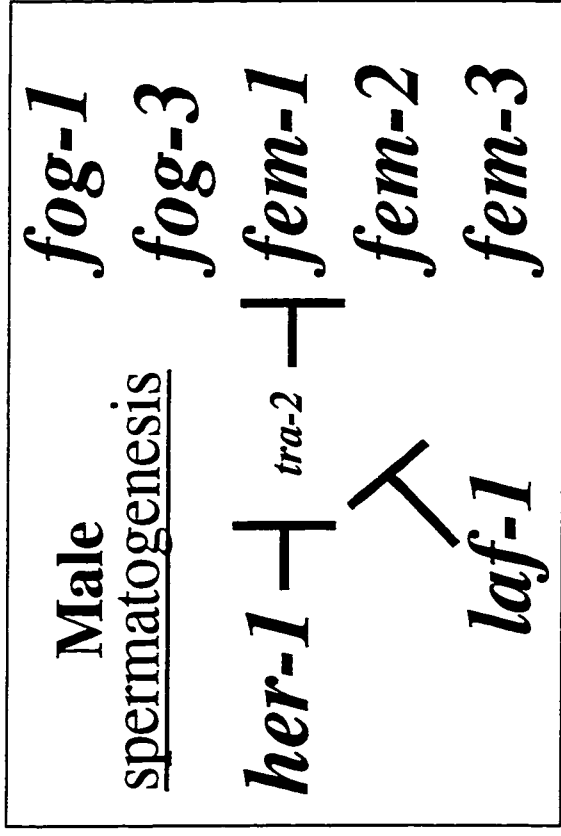 Male
spermatogenesis
her-1
tra-2
laf-1
fog-1
fog-3
fem-1
fem-2
fem-3